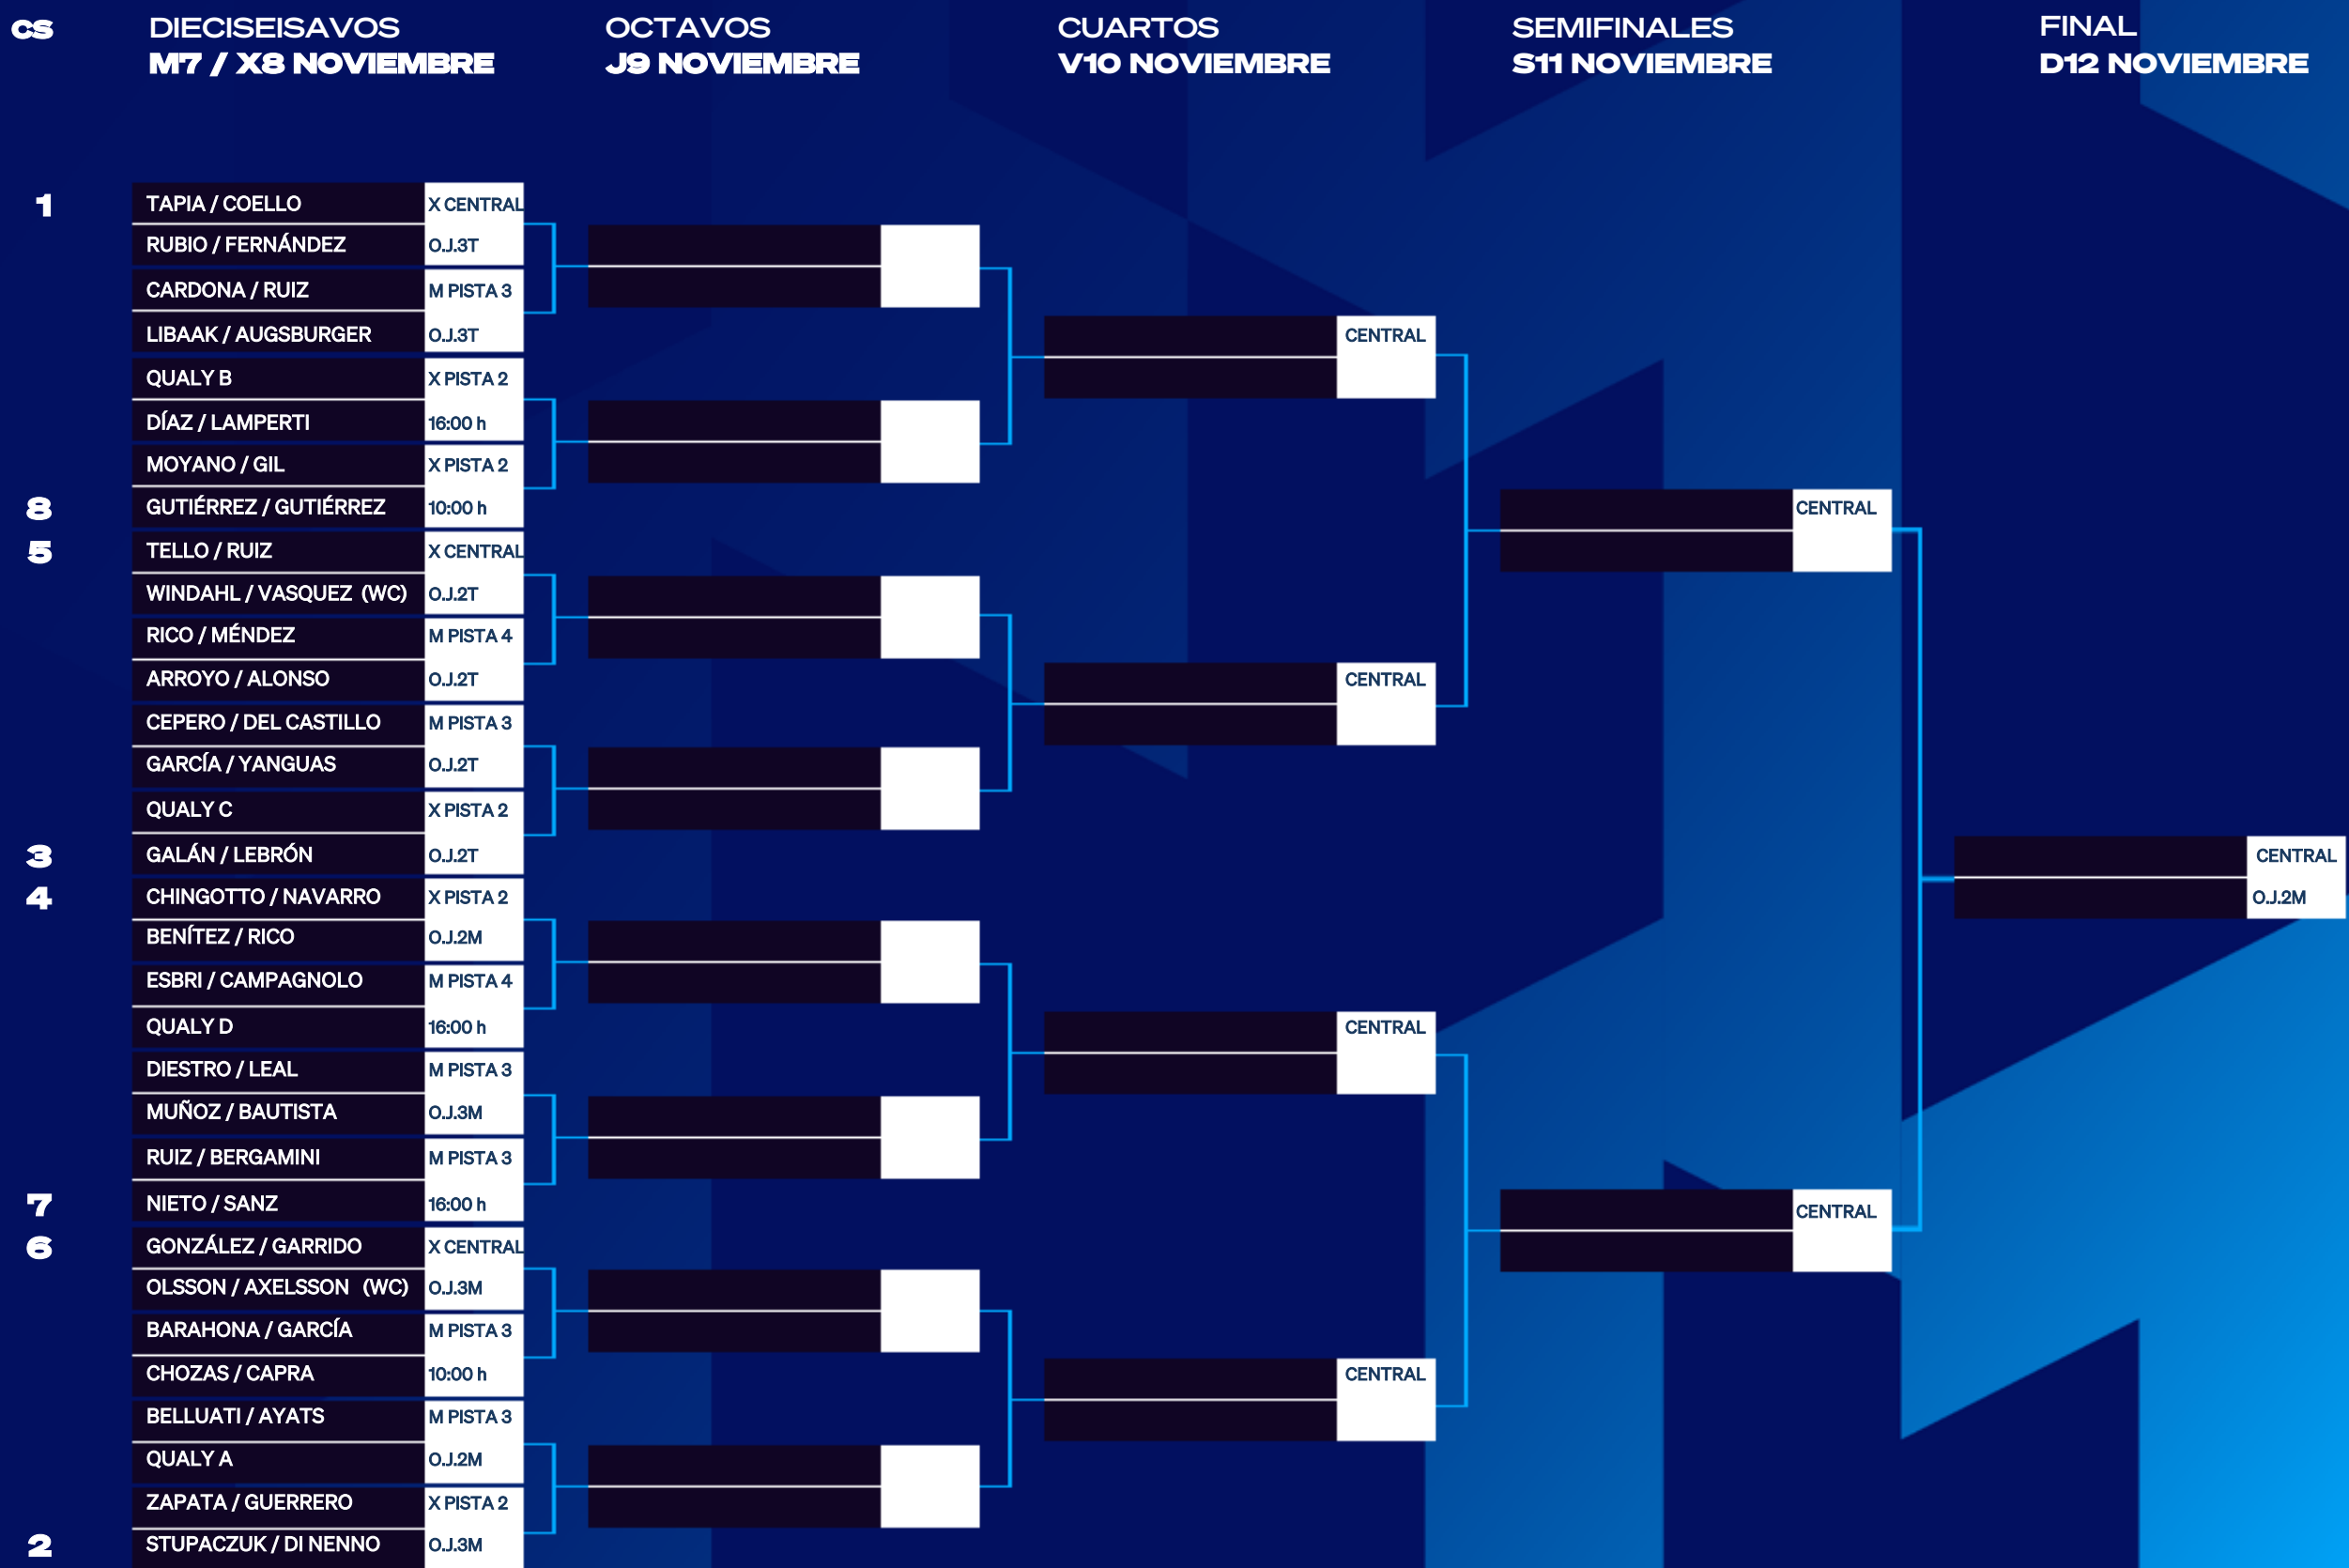 CS
DIECISEISAVOS
M7 / X8 NOVIEMBRE
OCTAVOS
J9 NOVIEMBRE
CUARTOS
V10 NOVIEMBRE
SEMIFINALES
S11 NOVIEMBRE
FINAL
D12 NOVIEMBRE
1 TAPIA / COELLO X CENTRAL
RUBIO / FERNÁNDEZ O.J.3T
CARDONA / RUIZ M PISTA 3
LIBAAK / AUGSBURGER O.J.3T
QUALY B X PISTA 2
DÍAZ / LAMPERTI 16:00 h
MOYANO / GIL X PISTA 2
8 GUTIÉRREZ / GUTIÉRREZ 10:00 h
5 TELLO / RUIZ X CENTRAL
WINDAHL / VASQUEZ (WC) O.J.2T
RICO / MÉNDEZ M PISTA 4
ARROYO / ALONSO O.J.2T
CEPERO / DEL CASTILLO M PISTA 3
GARCÍA / YANGUAS O.J.2T
QUALY C X PISTA 2
3 GALÁN / LEBRÓN O.J.2T
4 CHINGOTTO / NAVARRO X PISTA 2
BENÍTEZ / RICO O.J.2M
ESBRI / CAMPAGNOLO M PISTA 4
QUALY D 16:00 h
DIESTRO / LEAL M PISTA 3
MUÑOZ / BAUTISTA O.J.3M
RUIZ / BERGAMINI M PISTA 3
7 NIETO / SANZ 16:00 h
6 GONZÁLEZ / GARRIDO X CENTRAL
OLSSON / AXELSSON (WC) O.J.3M
BARAHONA / GARCÍA M PISTA 3
CHOZAS / CAPRA 10:00 h
BELLUATI / AYATS M PISTA 3
QUALY A O.J.2M
ZAPATA / GUERRERO X PISTA 2
2 STUPACZUK / DI NENNO O.J.3M
CENTRAL
CENTRAL
CENTRAL
CENTRAL
CENTRAL
CENTRAL
CENTRAL
O.J.2M